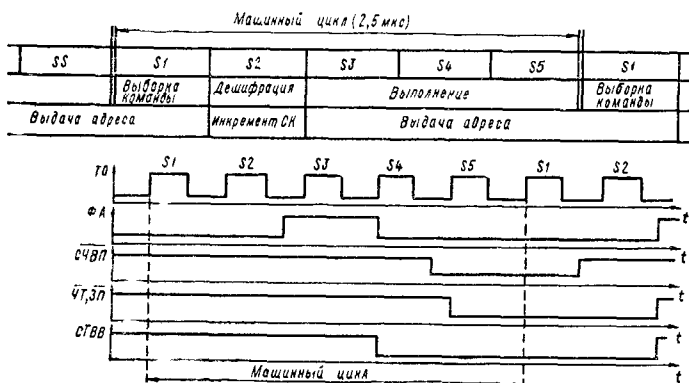 Машинный цикл (2,5 мкс)
SS S1 S2 S3 S4 S5 S1
Выборка команды Дешифрация Выполнение Выборка команды
Выдача адреса Инкремент СК Выдача адреса
S1 S2 S3 S4 S5 S1 S2
T0 t
ФА t
СЧВП t
ЧТ,ЗП t
СТВВ t
Машинный цикл